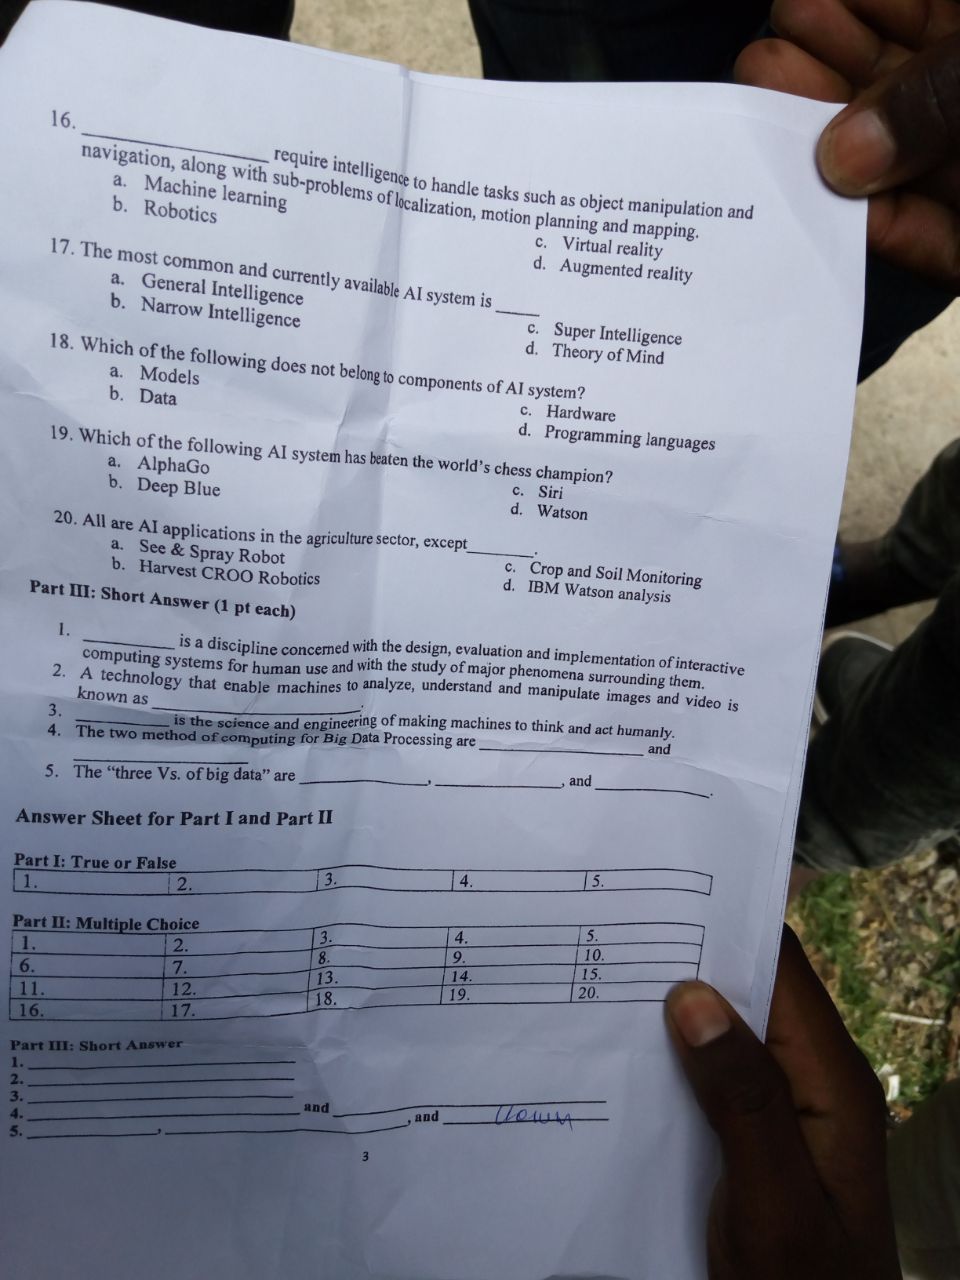 16. ____________ require intelligence to handle tasks such as object manipulation and
navigation, along with sub-problems of localization, motion planning and mapping.
a. Machine learning
b. Robotics
c. Virtual reality
d. Augmented reality
17. The most common and currently available AI system is ______
a. General Intelligence
b. Narrow Intelligence
c. Super Intelligence
d. Theory of Mind
18. Which of the following does not belong to components of AI system?
a. Models
b. Data
c. Hardware
d. Programming languages
19. Which of the following AI system has beaten the world's chess champion?
a. AlphaGo
b. Deep Blue
c. Siri
d. Watson
20. All are AI applications in the agriculture sector, except________.
a. See & Spray Robot
b. Harvest CROO Robotics
c. Crop and Soil Monitoring
d. IBM Watson analysis
Part III: Short Answer (1 pt each)
1. __________ is a discipline concerned with the design, evaluation and implementation of interactive
computing systems for human use and with the study of major phenomena surrounding them.
2. A technology that enable machines to analyze, understand and manipulate images and video is
known as ______________________.
3. __________ is the science and engineering of making machines to think and act humanly.
4. The two method of computing for Big Data Processing are ________________ and
________________
5. The “three Vs. of big data” are ____________, ____________, and ____________.
Answer Sheet for Part I and Part II
Part I: True or False
1. 2. 3. 4. 5.
Part II: Multiple Choice
1. 2. 3. 4. 5.
6. 7. 8. 9. 10.
11. 12. 13. 14. 15.
16. 17. 18. 19. 20.
Part III: Short Answer
1. ______________
2. ______________
3. ______________
4. ______________ and ______________
5. ______________, ______________, and ______________
3